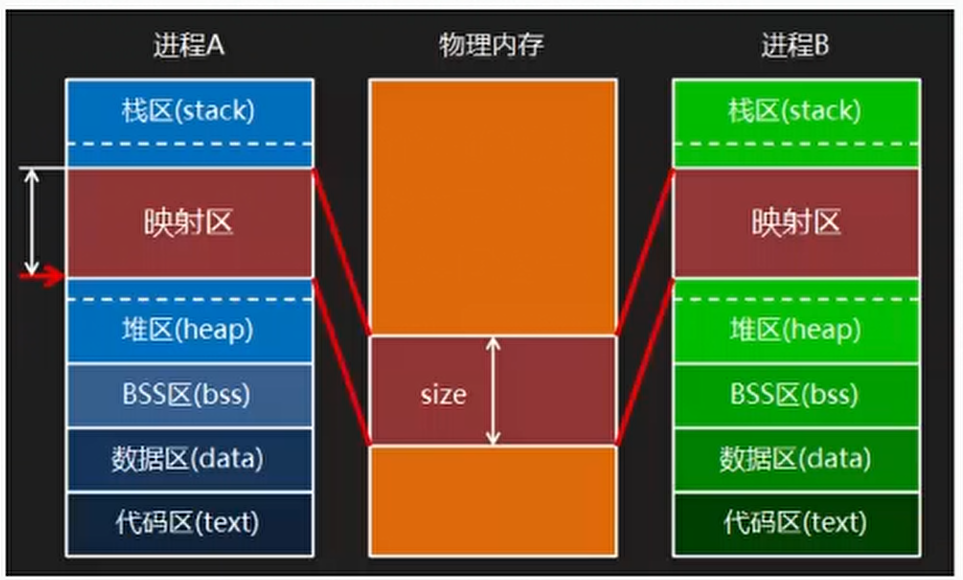 进程A
物理内存
进程B
栈区(stack)
映射区
堆区(heap)
BSS区(bss)
数据区(data)
代码区(text)
size
栈区(stack)
映射区
堆区(heap)
BSS区(bss)
数据区(data)
代码区(text)